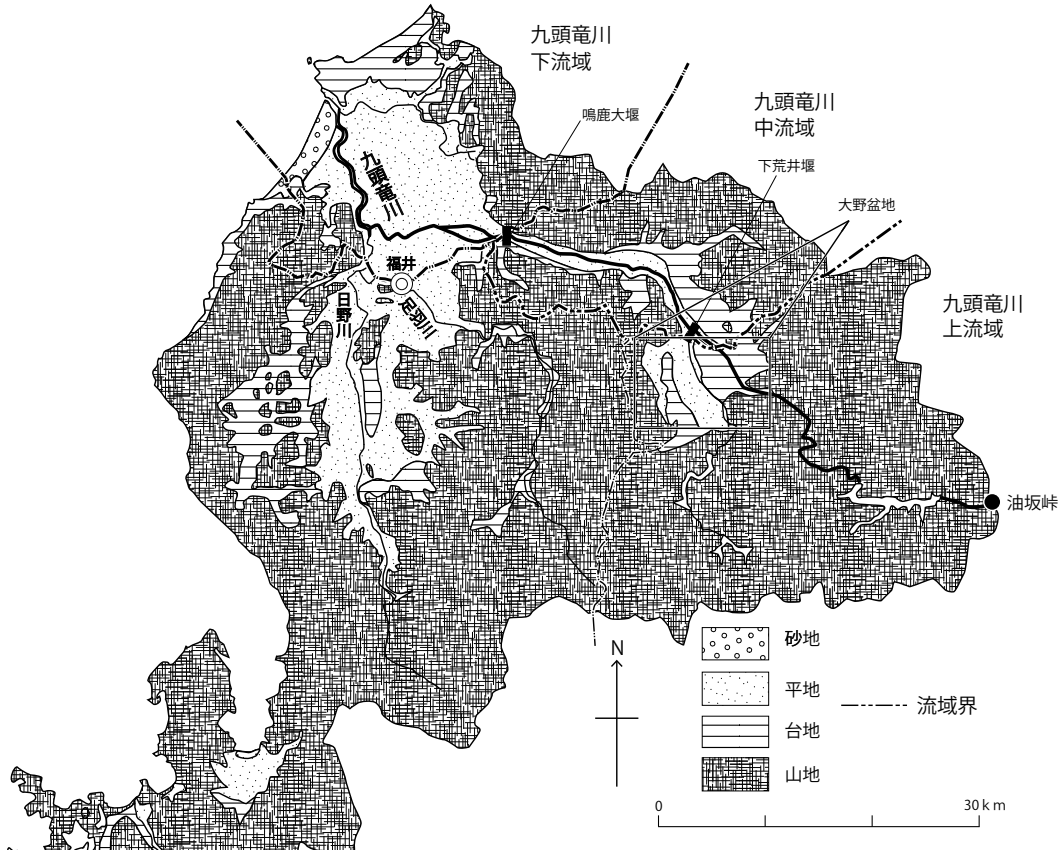 九頭竜川
下流域
鳴鹿大堰
九頭竜川
中流域
下荒井堰
大野盆地
九頭竜川
福井
足羽川
日野川
九頭竜川
上流域
油坂峠
N
砂地
平地
台地
山地
流域界
0
30km